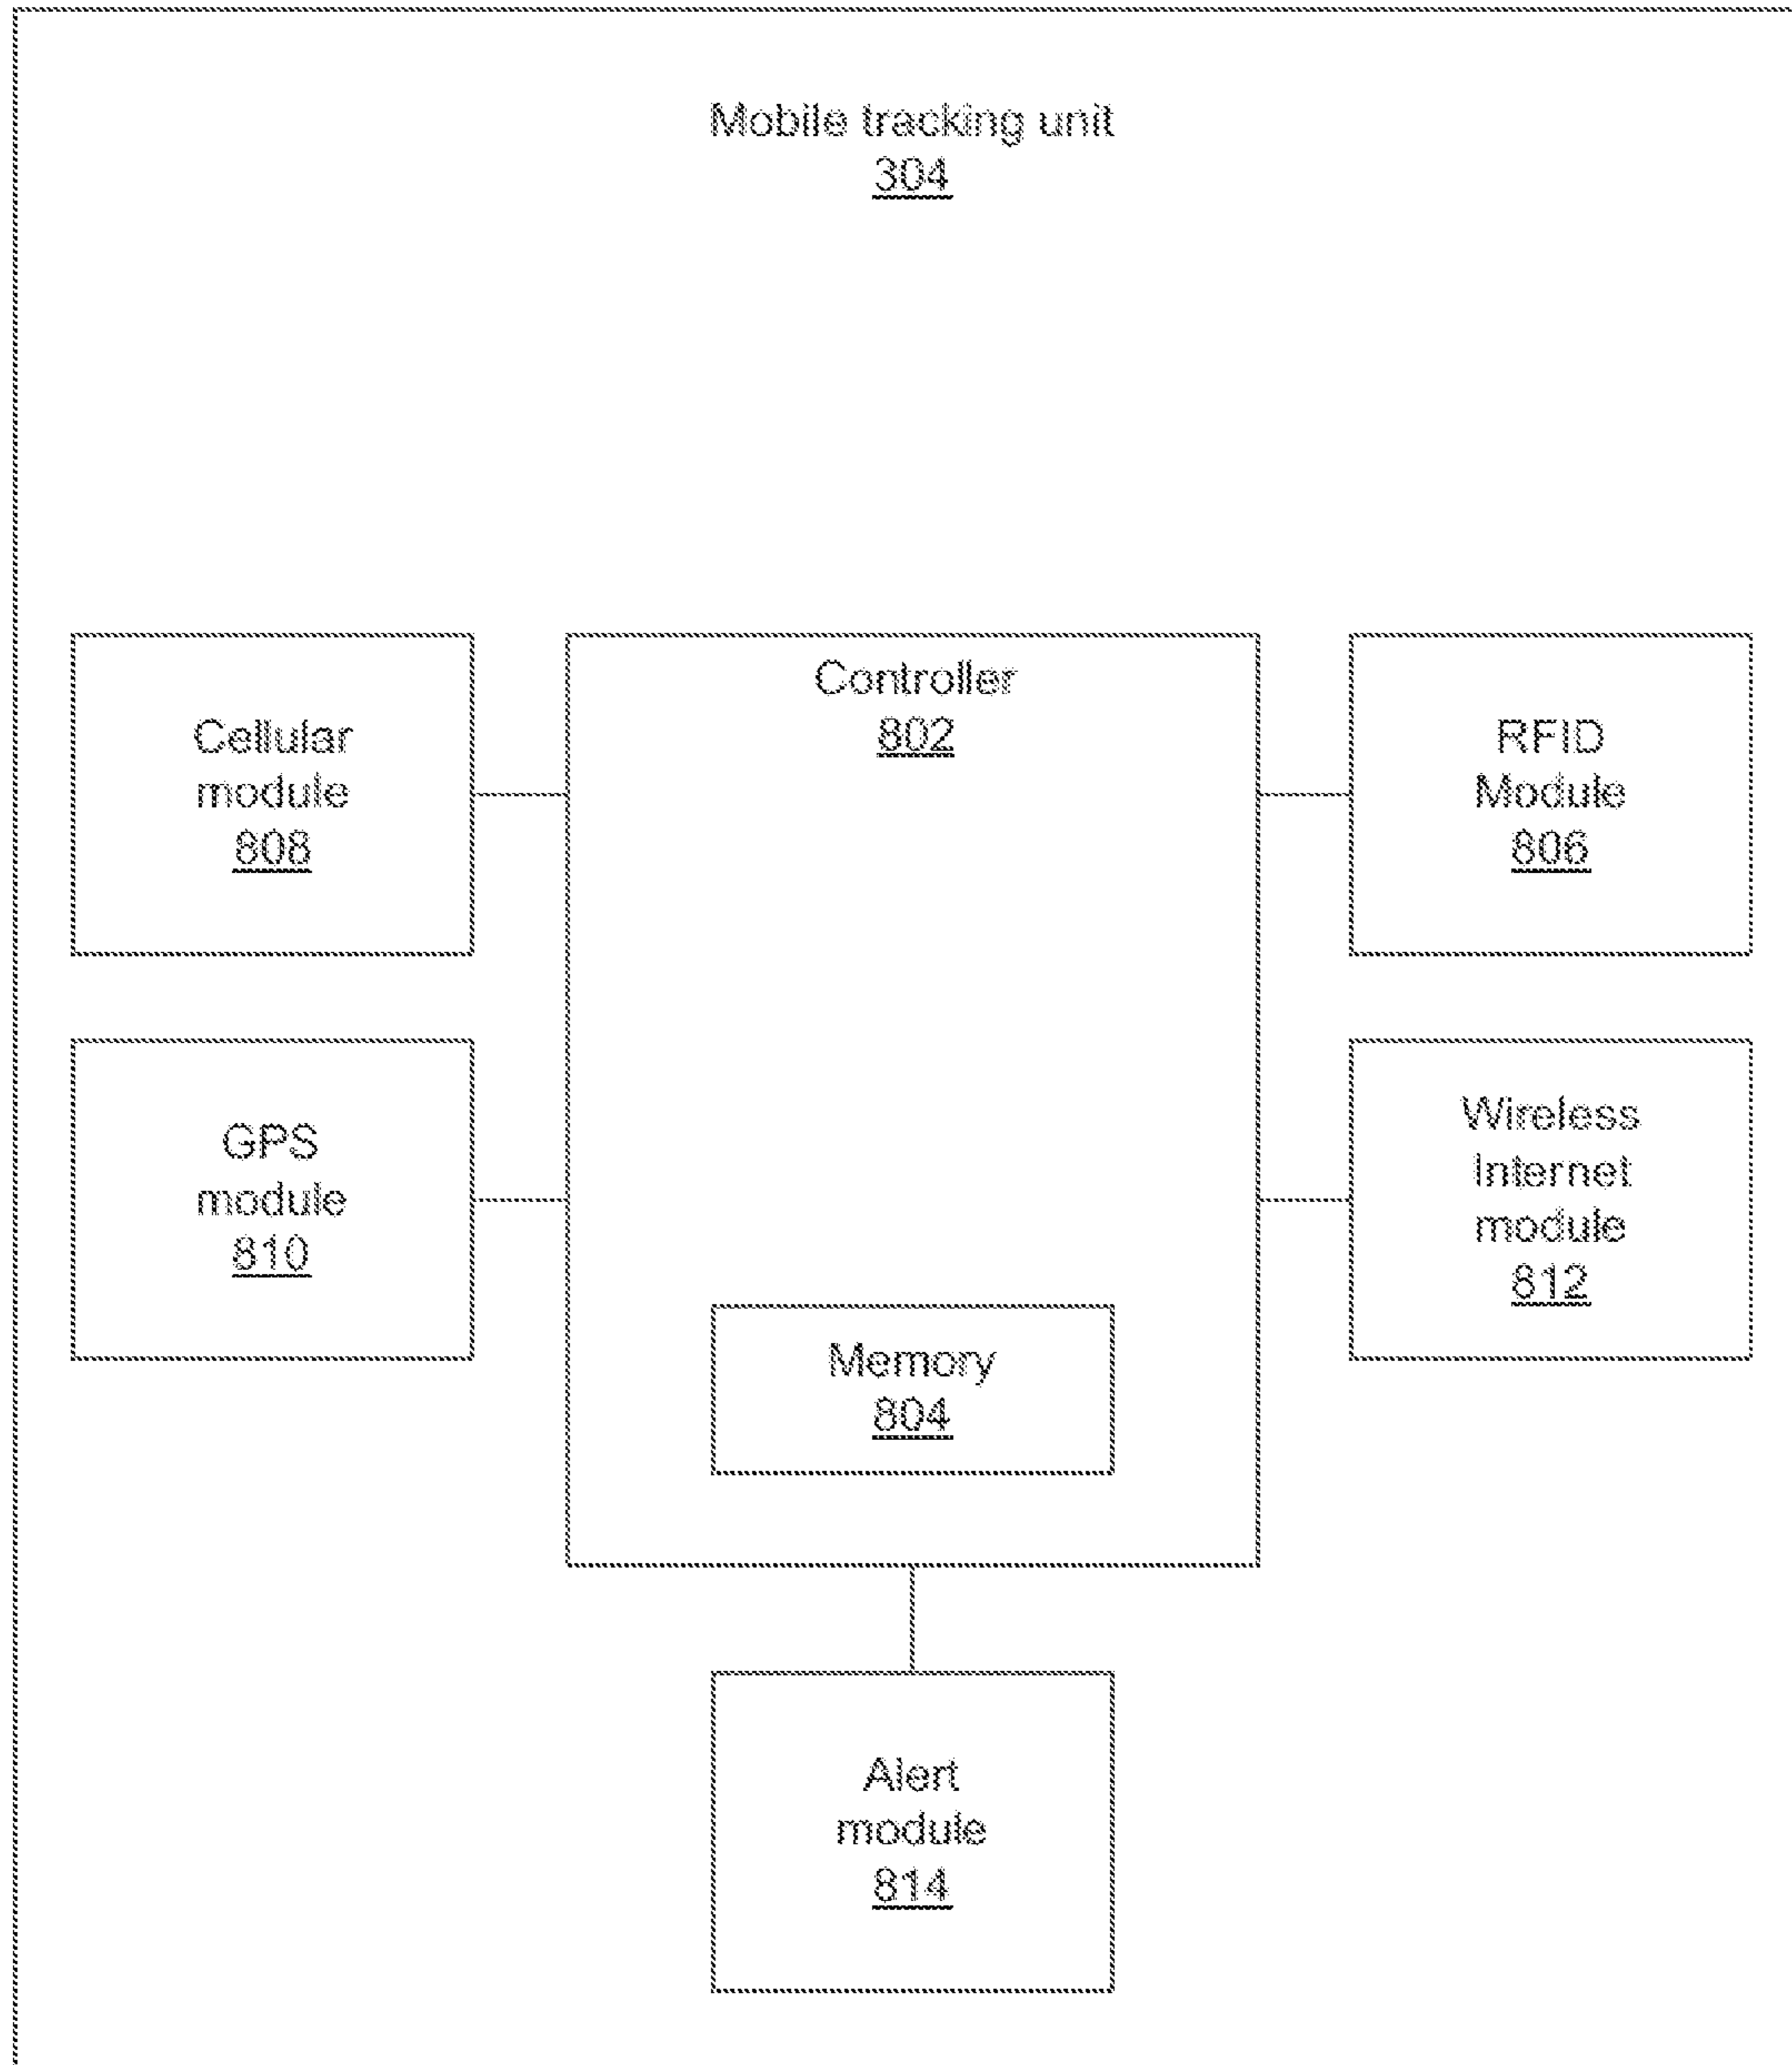 Mobile tracking unit
304
Cellular
module
808
Controller
802
RFID
Module
806
GPS
module
810
Wireless
Internet
module
812
Memory
804
Alert
module
814